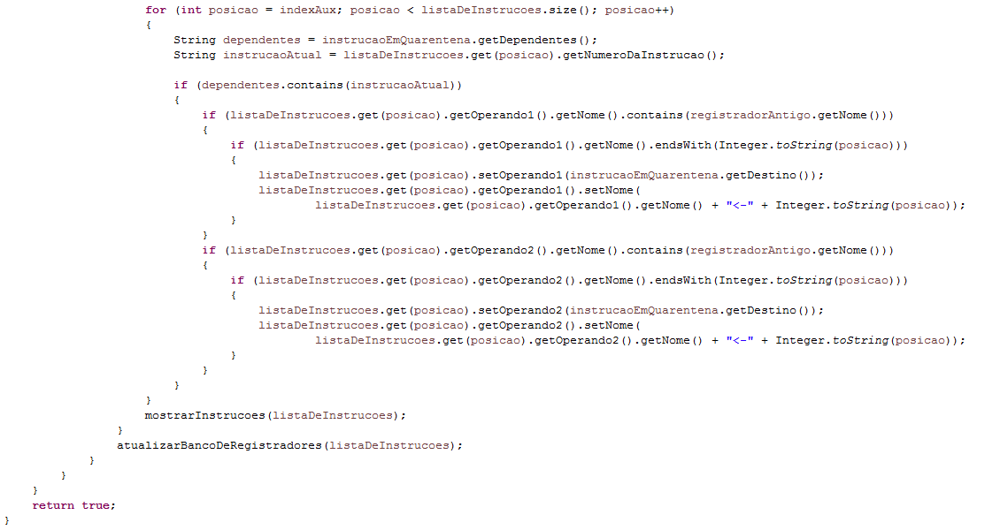 for (int posicao = indexAux; posicao < listaDeInstrucoes.size(); posicao++)
{
String dependentes = instrucaoEmQuarentena.getDependentes();
String instrucaoAtual = listaDeInstrucoes.get(posicao).getNumeroDaInstrucao();
if (dependentes.contains(instrucaoAtual))
{
if (listaDeInstrucoes.get(posicao).getOperando1().getNome().contains(registradorAntigo.getNome()))
{
if (listaDeInstrucoes.get(posicao).getOperando1().getNome().endsWith(Integer.toString(posicao)))
{
listaDeInstrucoes.get(posicao).setOperando1(instrucaoEmQuarentena.getDestino());
listaDeInstrucoes.get(posicao).getOperando1().setNome(
listaDeInstrucoes.get(posicao).getOperando1().getNome() + "<-" + Integer.toString(posicao));
}
}
if (listaDeInstrucoes.get(posicao).getOperando2().getNome().contains(registradorAntigo.getNome()))
{
if (listaDeInstrucoes.get(posicao).getOperando2().getNome().endsWith(Integer.toString(posicao)))
{
listaDeInstrucoes.get(posicao).setOperando2(instrucaoEmQuarentena.getDestino());
listaDeInstrucoes.get(posicao).getOperando2().setNome(
listaDeInstrucoes.get(posicao).getOperando2().getNome() + "<-" + Integer.toString(posicao));
}
}
}
}
mostrarInstrucoes(listaDeInstrucoes);
}
atualizarBancoDeRegistradores(listaDeInstrucoes);
}
}
}
return true;
}